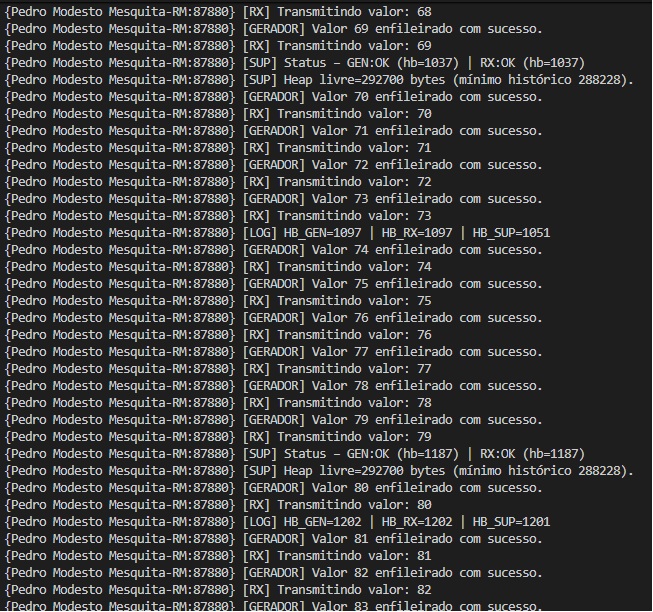 {Pedro Modesto Mesquita-RM:87880} [RX] Transmitindo valor: 68
{Pedro Modesto Mesquita-RM:87880} [GERADOR] Valor 69 enfileirado com sucesso.
{Pedro Modesto Mesquita-RM:87880} [RX] Transmitindo valor: 69
{Pedro Modesto Mesquita-RM:87880} [SUP] Status – GEN:OK (hb=1037) | RX:OK (hb=1037)
{Pedro Modesto Mesquita-RM:87880} [SUP] Heap livre=292700 bytes (mínimo histórico 288228).
{Pedro Modesto Mesquita-RM:87880} [GERADOR] Valor 70 enfileirado com sucesso.
{Pedro Modesto Mesquita-RM:87880} [RX] Transmitindo valor: 70
{Pedro Modesto Mesquita-RM:87880} [GERADOR] Valor 71 enfileirado com sucesso.
{Pedro Modesto Mesquita-RM:87880} [RX] Transmitindo valor: 71
{Pedro Modesto Mesquita-RM:87880} [GERADOR] Valor 72 enfileirado com sucesso.
{Pedro Modesto Mesquita-RM:87880} [RX] Transmitindo valor: 72
{Pedro Modesto Mesquita-RM:87880} [GERADOR] Valor 73 enfileirado com sucesso.
{Pedro Modesto Mesquita-RM:87880} [RX] Transmitindo valor: 73
{Pedro Modesto Mesquita-RM:87880} [LOG] HB_GEN=1097 | HB_RX=1097 | HB_SUP=1051
{Pedro Modesto Mesquita-RM:87880} [GERADOR] Valor 74 enfileirado com sucesso.
{Pedro Modesto Mesquita-RM:87880} [RX] Transmitindo valor: 74
{Pedro Modesto Mesquita-RM:87880} [GERADOR] Valor 75 enfileirado com sucesso.
{Pedro Modesto Mesquita-RM:87880} [RX] Transmitindo valor: 75
{Pedro Modesto Mesquita-RM:87880} [GERADOR] Valor 76 enfileirado com sucesso.
{Pedro Modesto Mesquita-RM:87880} [RX] Transmitindo valor: 76
{Pedro Modesto Mesquita-RM:87880} [GERADOR] Valor 77 enfileirado com sucesso.
{Pedro Modesto Mesquita-RM:87880} [RX] Transmitindo valor: 77
{Pedro Modesto Mesquita-RM:87880} [GERADOR] Valor 78 enfileirado com sucesso.
{Pedro Modesto Mesquita-RM:87880} [RX] Transmitindo valor: 78
{Pedro Modesto Mesquita-RM:87880} [GERADOR] Valor 79 enfileirado com sucesso.
{Pedro Modesto Mesquita-RM:87880} [RX] Transmitindo valor: 79
{Pedro Modesto Mesquita-RM:87880} [SUP] Status – GEN:OK (hb=1187) | RX:OK (hb=1187)
{Pedro Modesto Mesquita-RM:87880} [SUP] Heap livre=292700 bytes (mínimo histórico 288228).
{Pedro Modesto Mesquita-RM:87880} [GERADOR] Valor 80 enfileirado com sucesso.
{Pedro Modesto Mesquita-RM:87880} [RX] Transmitindo valor: 80
{Pedro Modesto Mesquita-RM:87880} [LOG] HB_GEN=1202 | HB_RX=1202 | HB_SUP=1201
{Pedro Modesto Mesquita-RM:87880} [GERADOR] Valor 81 enfileirado com sucesso.
{Pedro Modesto Mesquita-RM:87880} [RX] Transmitindo valor: 81
{Pedro Modesto Mesquita-RM:87880} [GERADOR] Valor 82 enfileirado com sucesso.
{Pedro Modesto Mesquita-RM:87880} [RX] Transmitindo valor: 82
{Pedro Modesto Mesquita-RM:87880} [GERADOR] Valor 83 enfileirado com sucesso.